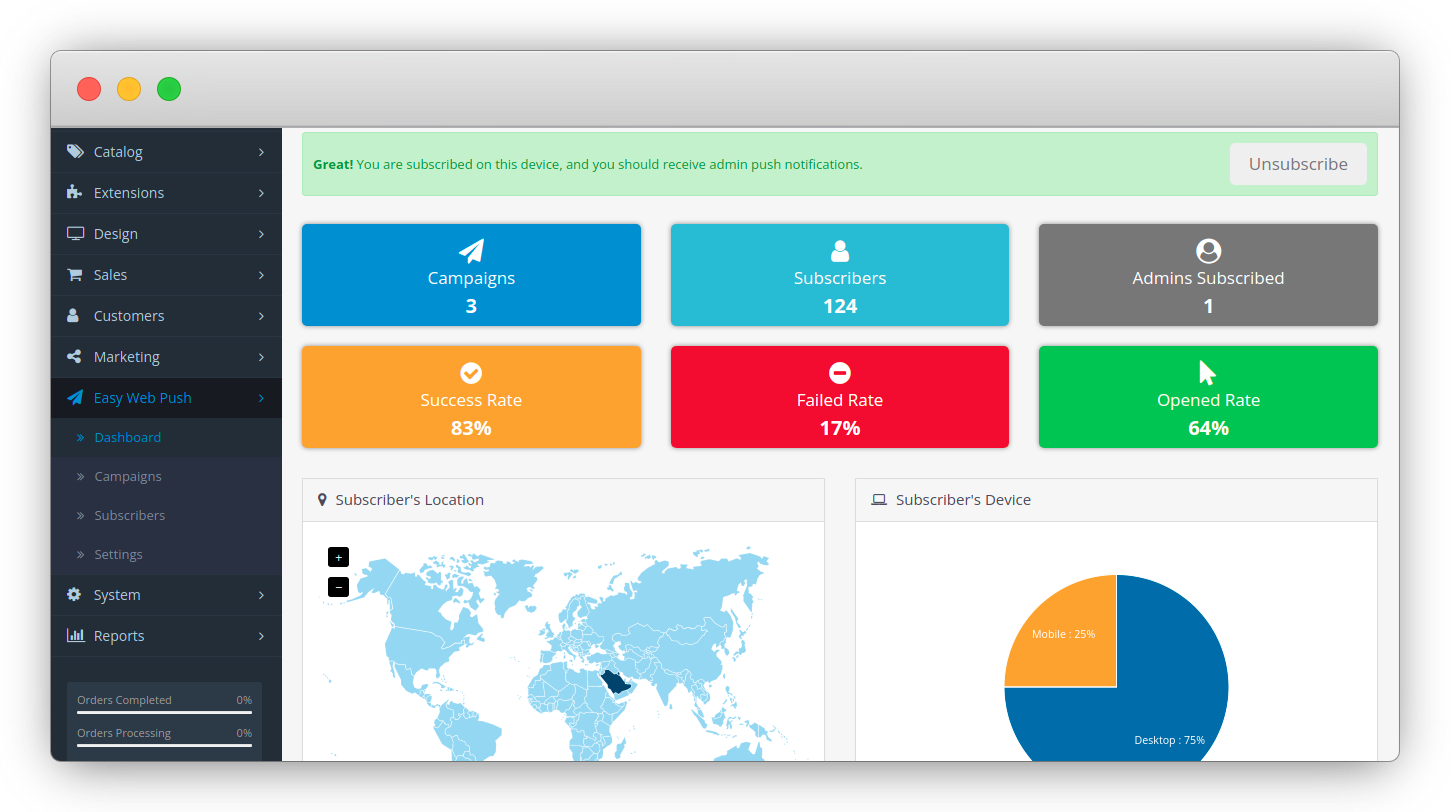 Catalog
Extensions
Design
Sales
Customers
Marketing
Easy Web Push
Dashboard
Campaigns
Subscribers
Settings
System
Reports
Orders Completed 0%
Orders Processing 0%
Great! You are subscribed on this device, and you should receive admin push notifications.
Unsubscribe
Campaigns
3
Subscribers
124
Admins Subscribed
1
Success Rate
83%
Failed Rate
17%
Opened Rate
64%
Subscriber's Location
+
−
Subscriber's Device
Mobile : 25%
Desktop : 75%